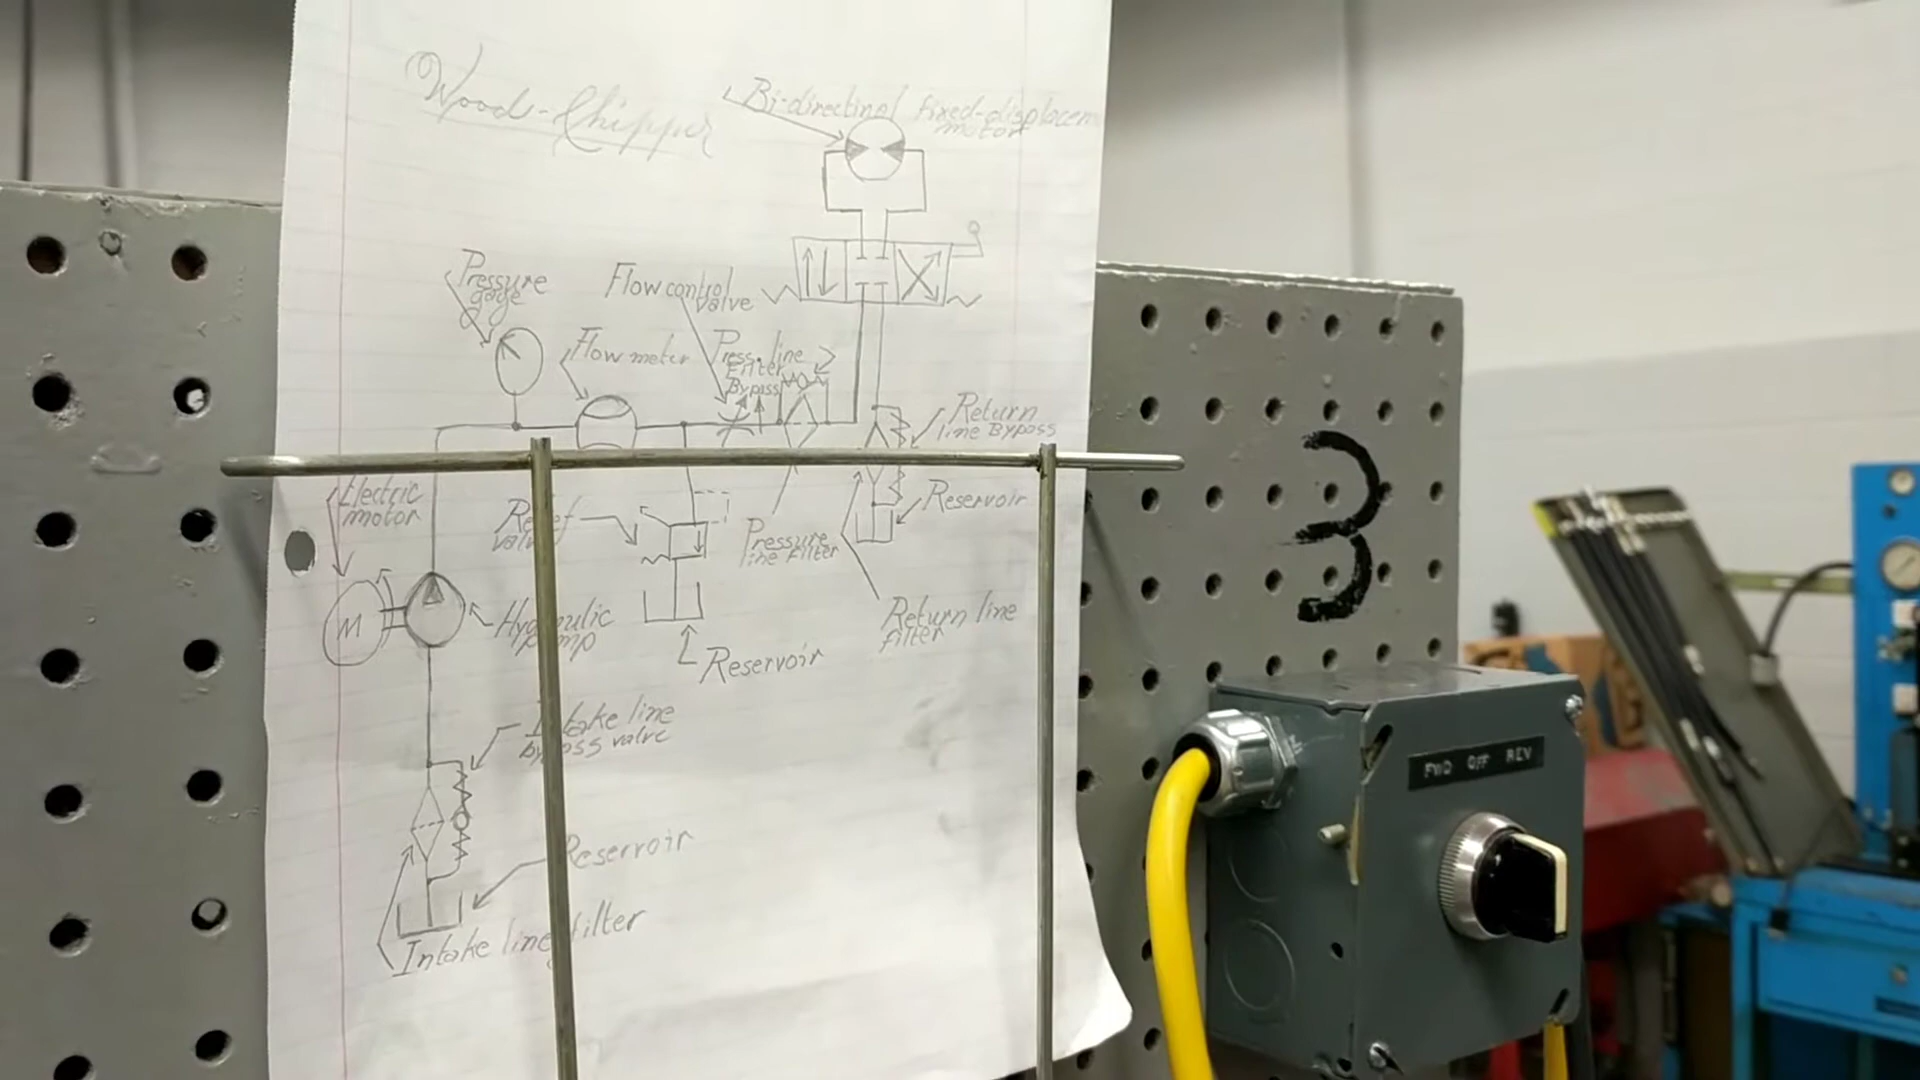 Wood-Chipper
Bi-directinal fixed-displacem
motor
Pressure
gage
Flow control
valve
Flow meter
Press. line
Filter
Bypass
Return
line Bypass
Electric
motor
Relief
valv
Pressure
line filter
Reservoir
M
Hydraulic
pump
Return line
filter
Reservoir
Intake line
bypass valve
Reservoir
Intake line filter
3
FWD OFF REV